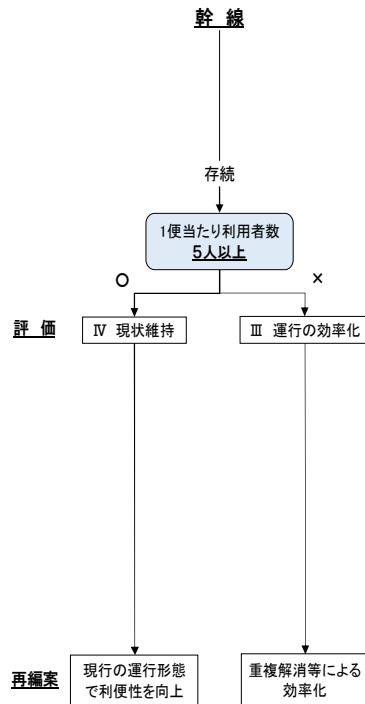 幹 線
存続
1便当たり利用者数
5人以上
○
×
評 価
Ⅳ 現状維持
Ⅲ 運行の効率化
再編案
現行の運行形態
で利便性を向上
重複解消等による
効率化